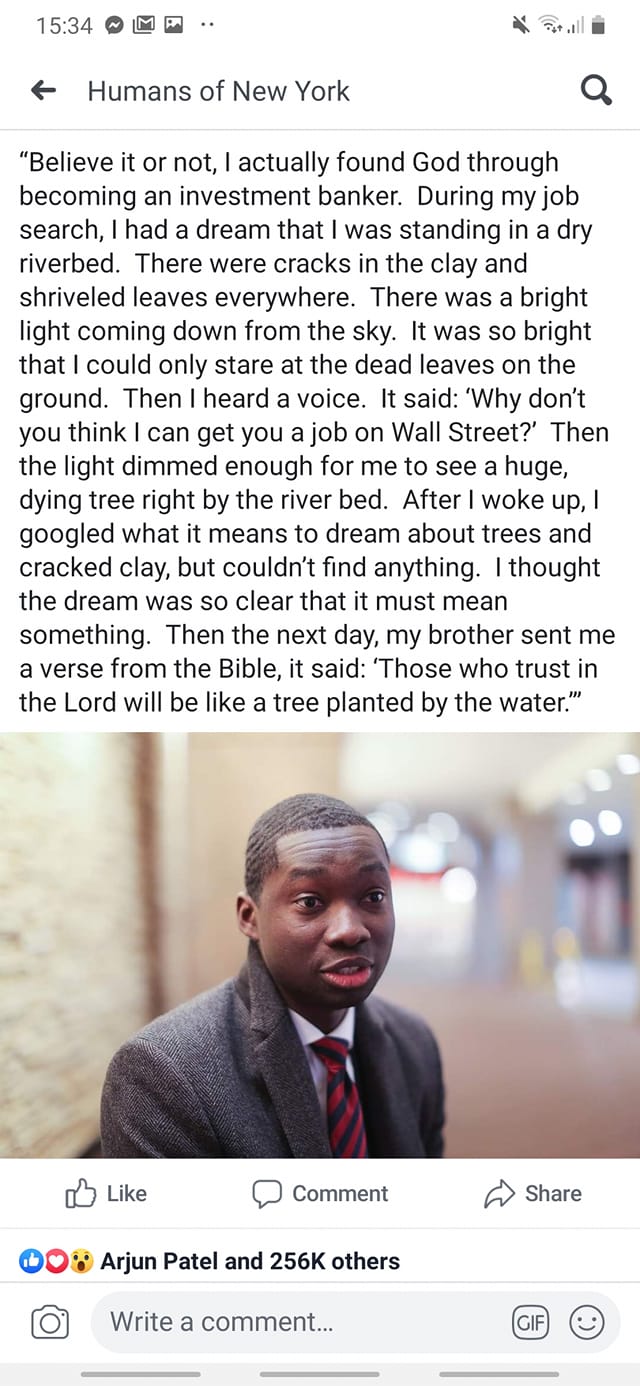 15:34
Humans of New York
“Believe it or not, I actually found God through
becoming an investment banker.  During my job
search, I had a dream that I was standing in a dry
riverbed.  There were cracks in the clay and
shriveled leaves everywhere.  There was a bright
light coming down from the sky.  It was so bright
that I could only stare at the dead leaves on the
ground.  Then I heard a voice.  It said: ‘Why don’t
you think I can get you a job on Wall Street?’  Then
the light dimmed enough for me to see a huge,
dying tree right by the river bed.  After I woke up, I
googled what it means to dream about trees and
cracked clay, but couldn’t find anything.  I thought
the dream was so clear that it must mean
something.  Then the next day, my brother sent me
a verse from the Bible, it said: ‘Those who trust in
the Lord will be like a tree planted by the water.’”
Like Comment Share
Arjun Patel and 256K others
Write a comment... GIF